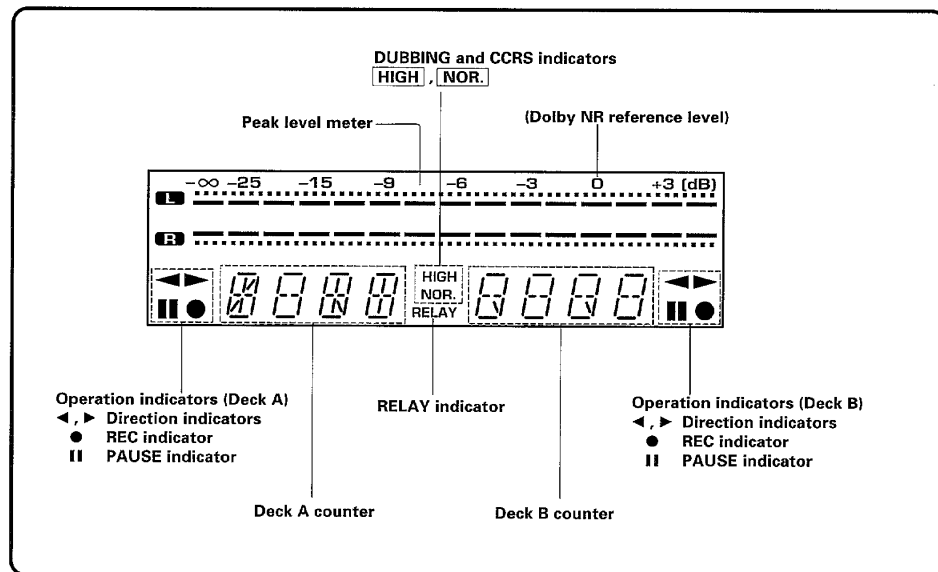 DUBBING and CCRS indicators
HIGH , NOR.
Peak level meter
(Dolby NR reference level)
–∞ –25 –15 –9 –6 –3 0 +3 (dB)
L
R
HIGH
NOR.
RELAY
Operation indicators (Deck A)
◄ , ► Direction indicators
● REC indicator
II PAUSE indicator
RELAY indicator
Operation indicators (Deck B)
◄ , ► Direction indicators
● REC indicator
II PAUSE indicator
Deck A counter
Deck B counter